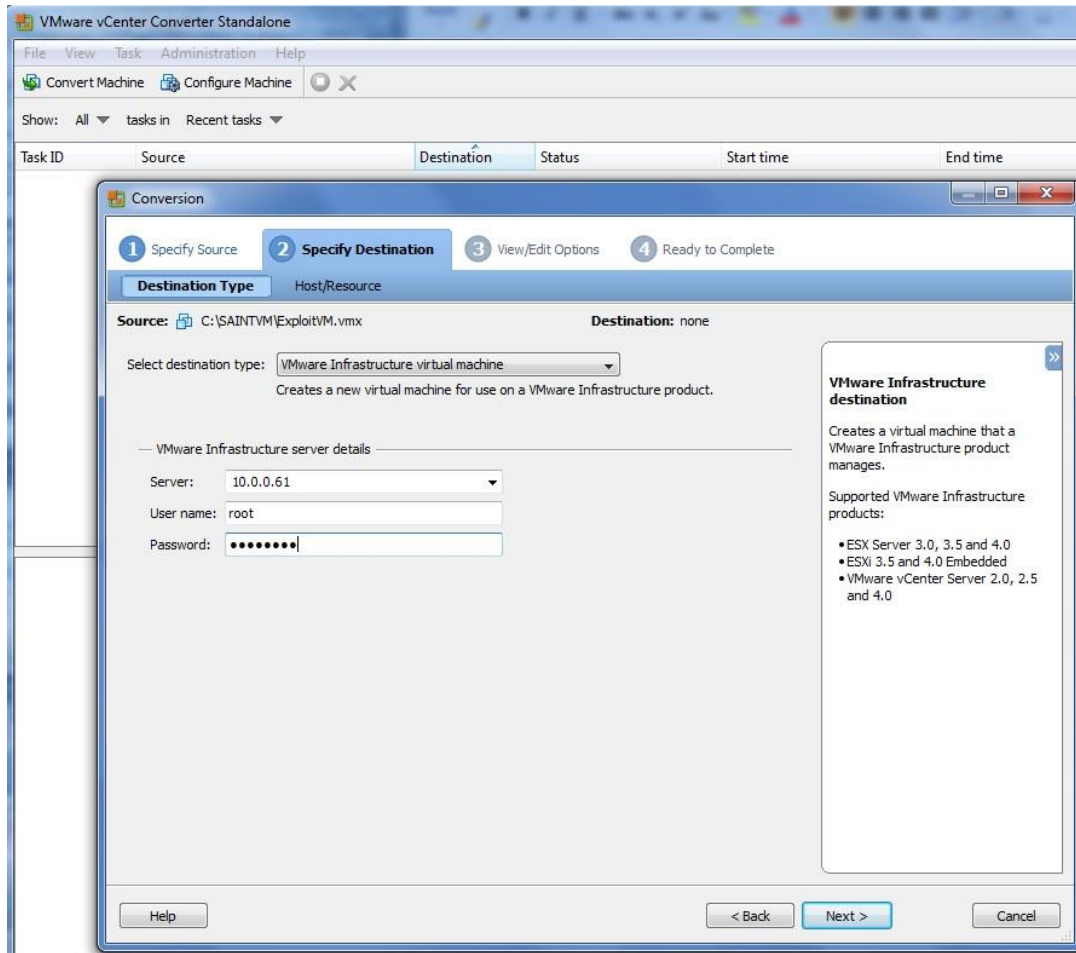 VMware vCenter Converter Standalone
File View Task Administration Help
Convert Machine Configure Machine
Show: All tasks in Recent tasks
Task ID Source Destination Status Start time End time
Conversion
1 Specify Source 2 Specify Destination 3 View/Edit Options 4 Ready to Complete
Destination Type Host/Resource
Source: C:\SAINTVM\ExploitVM.vmx Destination: none
Select destination type: VMware Infrastructure virtual machine
Creates a new virtual machine for use on a VMware Infrastructure product.
VMware Infrastructure server details
Server: 10.0.0.61
User name: root
Password: ••••••••
»
VMware Infrastructure
destination
Creates a virtual machine that a
VMware Infrastructure product
manages.
Supported VMware Infrastructure
products:
• ESX Server 3.0, 3.5 and 4.0
• ESXi 3.5 and 4.0 Embedded
• VMware vCenter Server 2.0, 2.5
and 4.0
Help < Back Next > Cancel